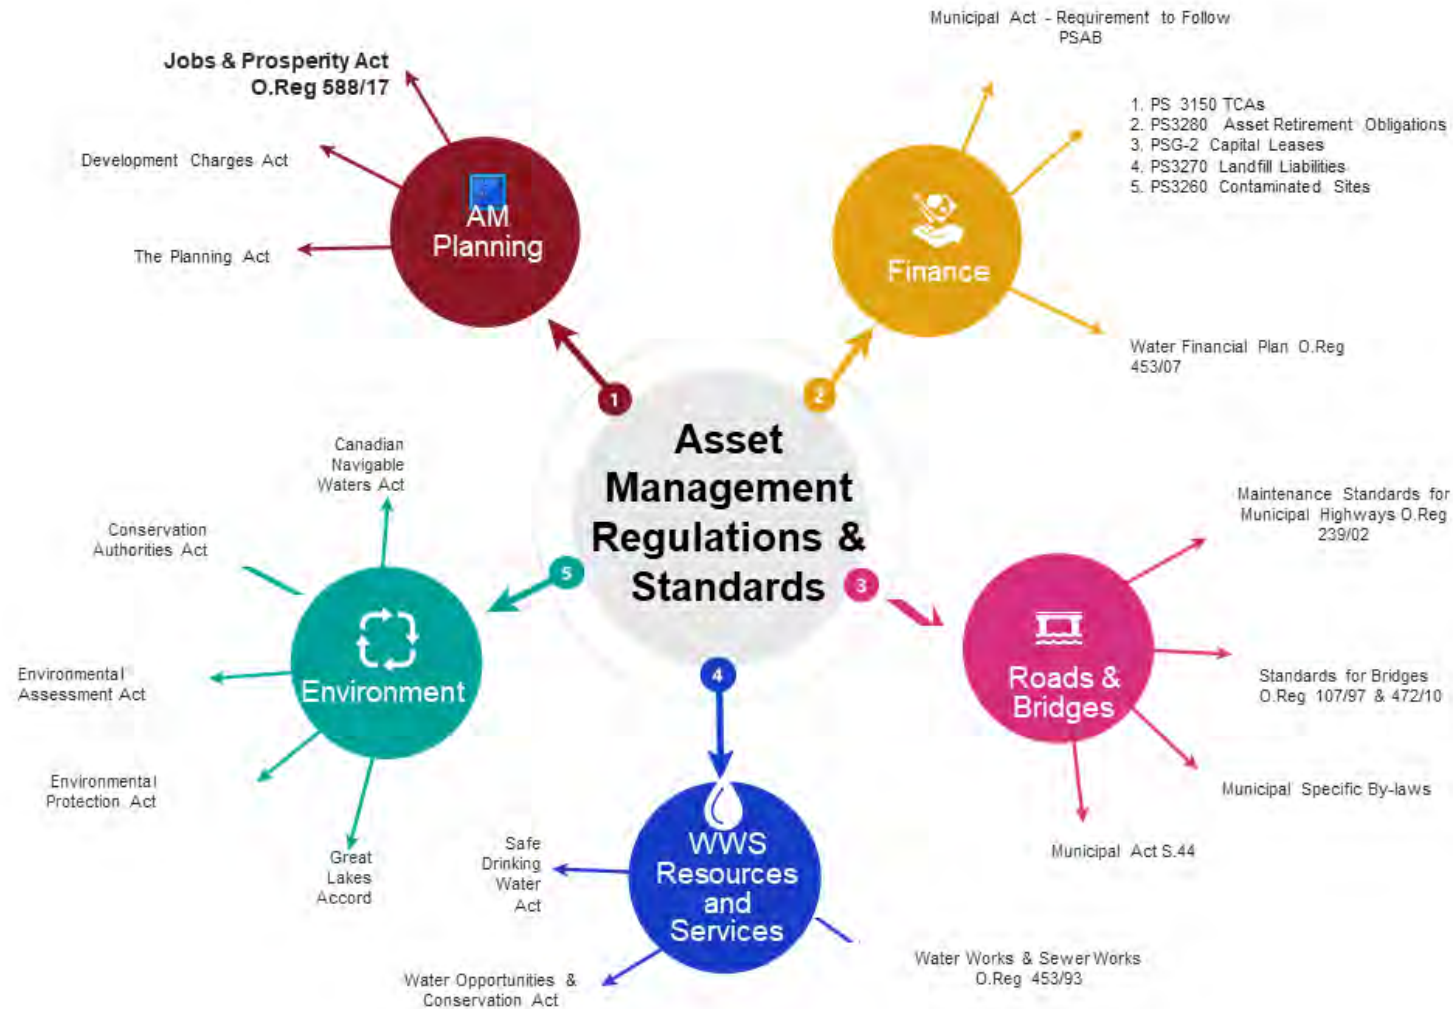 Municipal Act - Requirement to Follow
PSAB
Jobs & Prosperity Act
O.Reg 588/17
Development Charges Act
The Planning Act
AM
Planning
1. PS 3150 TCAs
2. PS3280 Asset Retirement Obligations
3. PSG-2 Capital Leases
4. PS3270 Landfill Liabilities
5. PS3260 Contaminated Sites
Finance
Water Financial Plan O.Reg
453/07
1
2
Asset
Management
Regulations &
Standards
3
4
5
Canadian
Navigable
Waters Act
Conservation
Authorities Act
Environmental
Assessment Act
Environment
Environmental
Protection Act
Great
Lakes
Accord
Maintenance Standards for
Municipal Highways O.Reg
239/02
Roads &
Bridges
Standards for Bridges
O.Reg 107/97 & 472/10
Municipal Specific By-laws
Municipal Act S.44
Safe
Drinking
Water
Act
WWS
Resources
and
Services
Water Opportunities &
Conservation Act
Water Works & Sewer Works
O.Reg 453/93